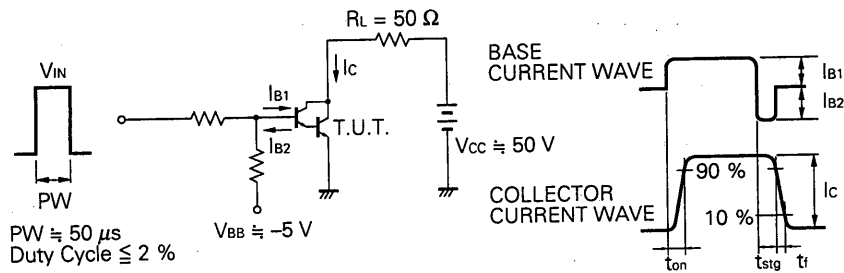 RL = 50 Ω
VIN
IC
IB1
IB2
T.U.T.
VCC ≒ 50 V
VBB ≒ -5 V
PW
PW ≒ 50 μs
Duty Cycle ≦ 2 %
BASE
CURRENT WAVE
IB1
IB2
COLLECTOR
CURRENT WAVE
90 %
10 %
IC
ton
tstg
tf